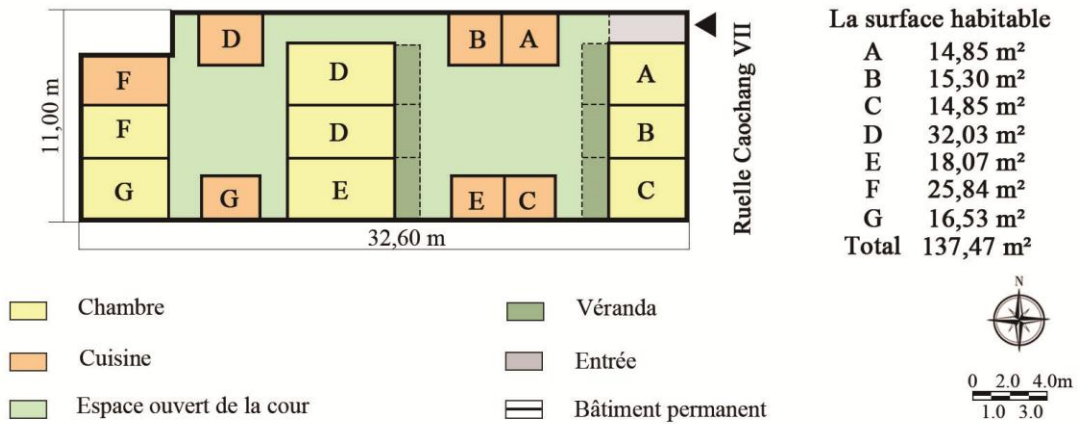 D
B
A
F
D
A
F
D
B
G
G
E
E
C
C
11,00 m
32,60 m
Ruelle Caochang VII
La surface habitable
A 14,85 m²
B 15,30 m²
C 14,85 m²
D 32,03 m²
E 18,07 m²
F 25,84 m²
G 16,53 m²
Total 137,47 m²
Chambre
Véranda
Cuisine
Entrée
Espace ouvert de la cour
Bâtiment permanent
N
0 2.0 4.0m
1.0 3.0